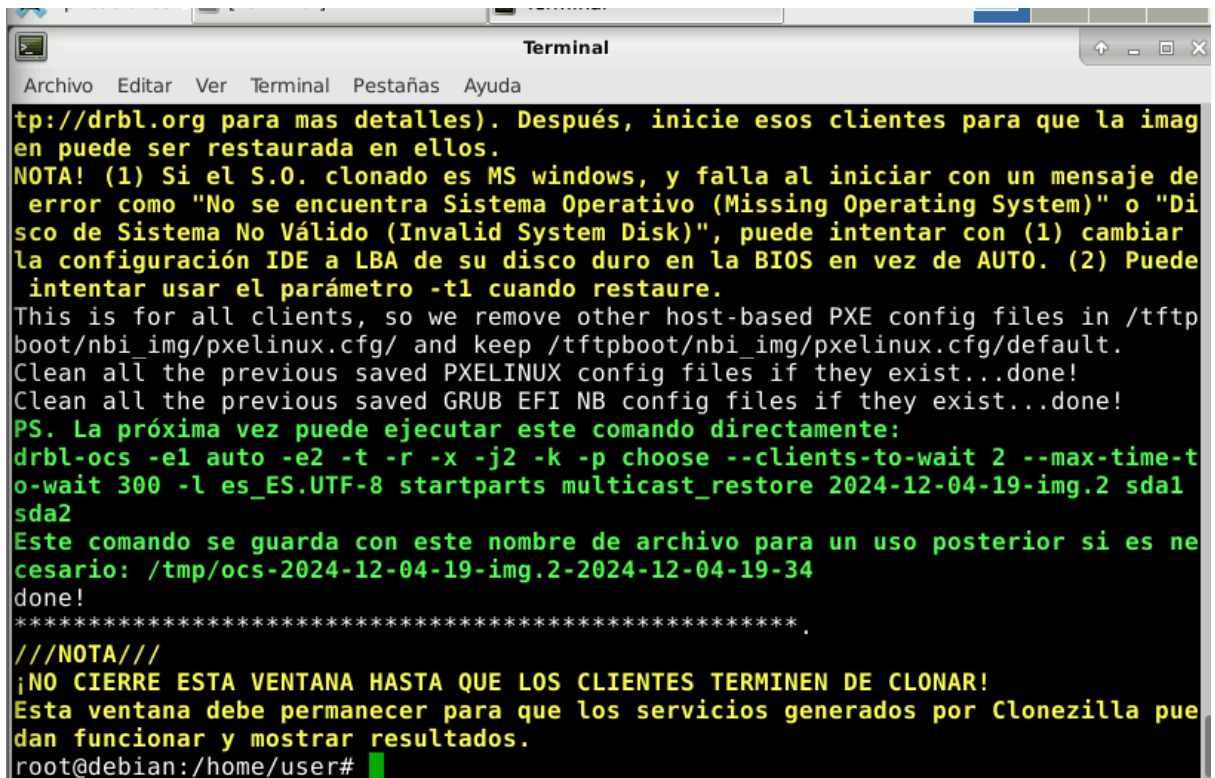 Terminal
Archivo Editar Ver Terminal Pestañas Ayuda
tp://drbl.org para mas detalles). Después, inicie esos clientes para que la imag
en puede ser restaurada en ellos.
NOTA! (1) Si el S.O. clonado es MS windows, y falla al iniciar con un mensaje de
error como "No se encuentra Sistema Operativo (Missing Operating System)" o "Di
sco de Sistema No Válido (Invalid System Disk)", puede intentar con (1) cambiar
la configuración IDE a LBA de su disco duro en la BIOS en vez de AUTO. (2) Puede
intentar usar el parámetro -t1 cuando restaure.
This is for all clients, so we remove other host-based PXE config files in /tftp
boot/nbi_img/pxelinux.cfg/ and keep /tftpboot/nbi_img/pxelinux.cfg/default.
Clean all the previous saved PXELINUX config files if they exist...done!
Clean all the previous saved GRUB EFI NB config files if they exist...done!
PS. La próxima vez puede ejecutar este comando directamente:
drbl-ocs -e1 auto -e2 -t -r -x -j2 -k -p choose --clients-to-wait 2 --max-time-t
o-wait 300 -l es_ES.UTF-8 startparts multicast_restore 2024-12-04-19-img.2 sda1
sda2
Este comando se guarda con este nombre de archivo para un uso posterior si es ne
cesario: /tmp/ocs-2024-12-04-19-img.2-2024-12-04-19-34
done!
*****************************************************.
///NOTA///
¡NO CIERRE ESTA VENTANA HASTA QUE LOS CLIENTES TERMINEN DE CLONAR!
Esta ventana debe permanecer para que los servicios generados por Clonezilla pue
dan funcionar y mostrar resultados.
root@debian:/home/user#